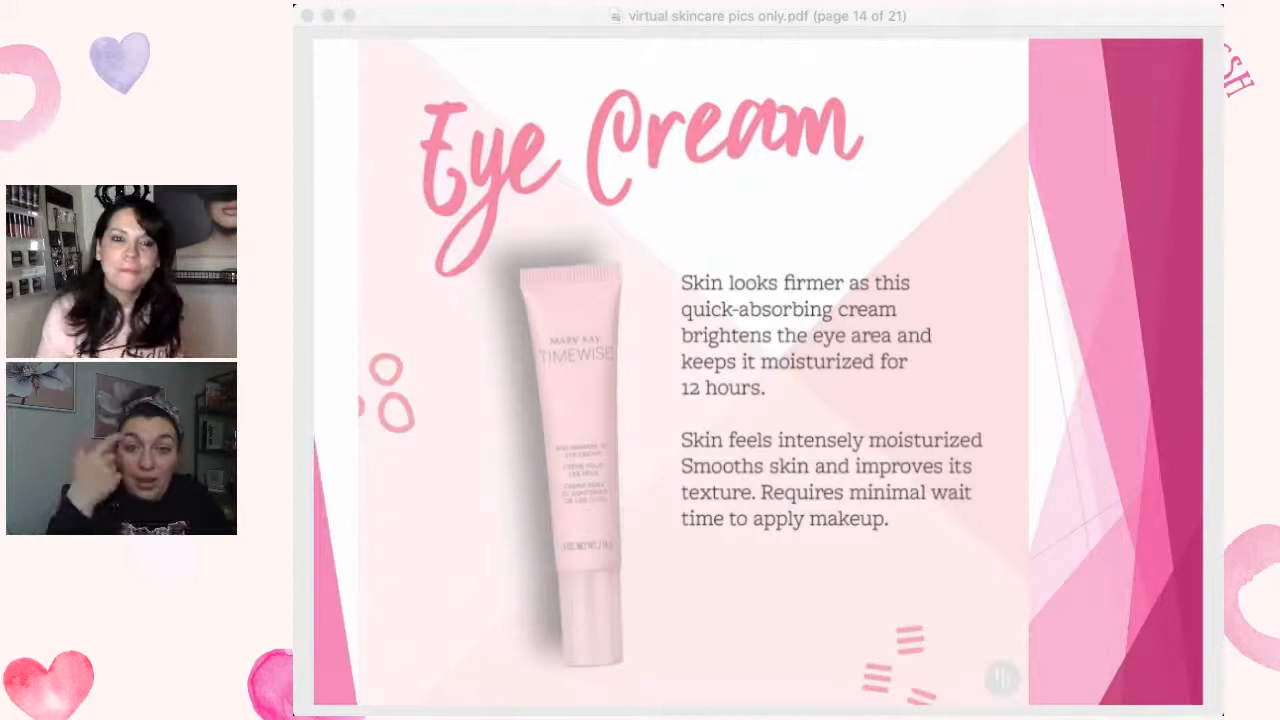 virtual skincare pics only.pdf (page 14 of 21)
Eye Cream
Skin looks firmer as this
quick-absorbing cream
brightens the eye area and
keeps it moisturized for
12 hours.
Skin feels intensely moisturized
Smooths skin and improves its
texture. Requires minimal wait
time to apply makeup.
MARY KAY
TIMEWISE